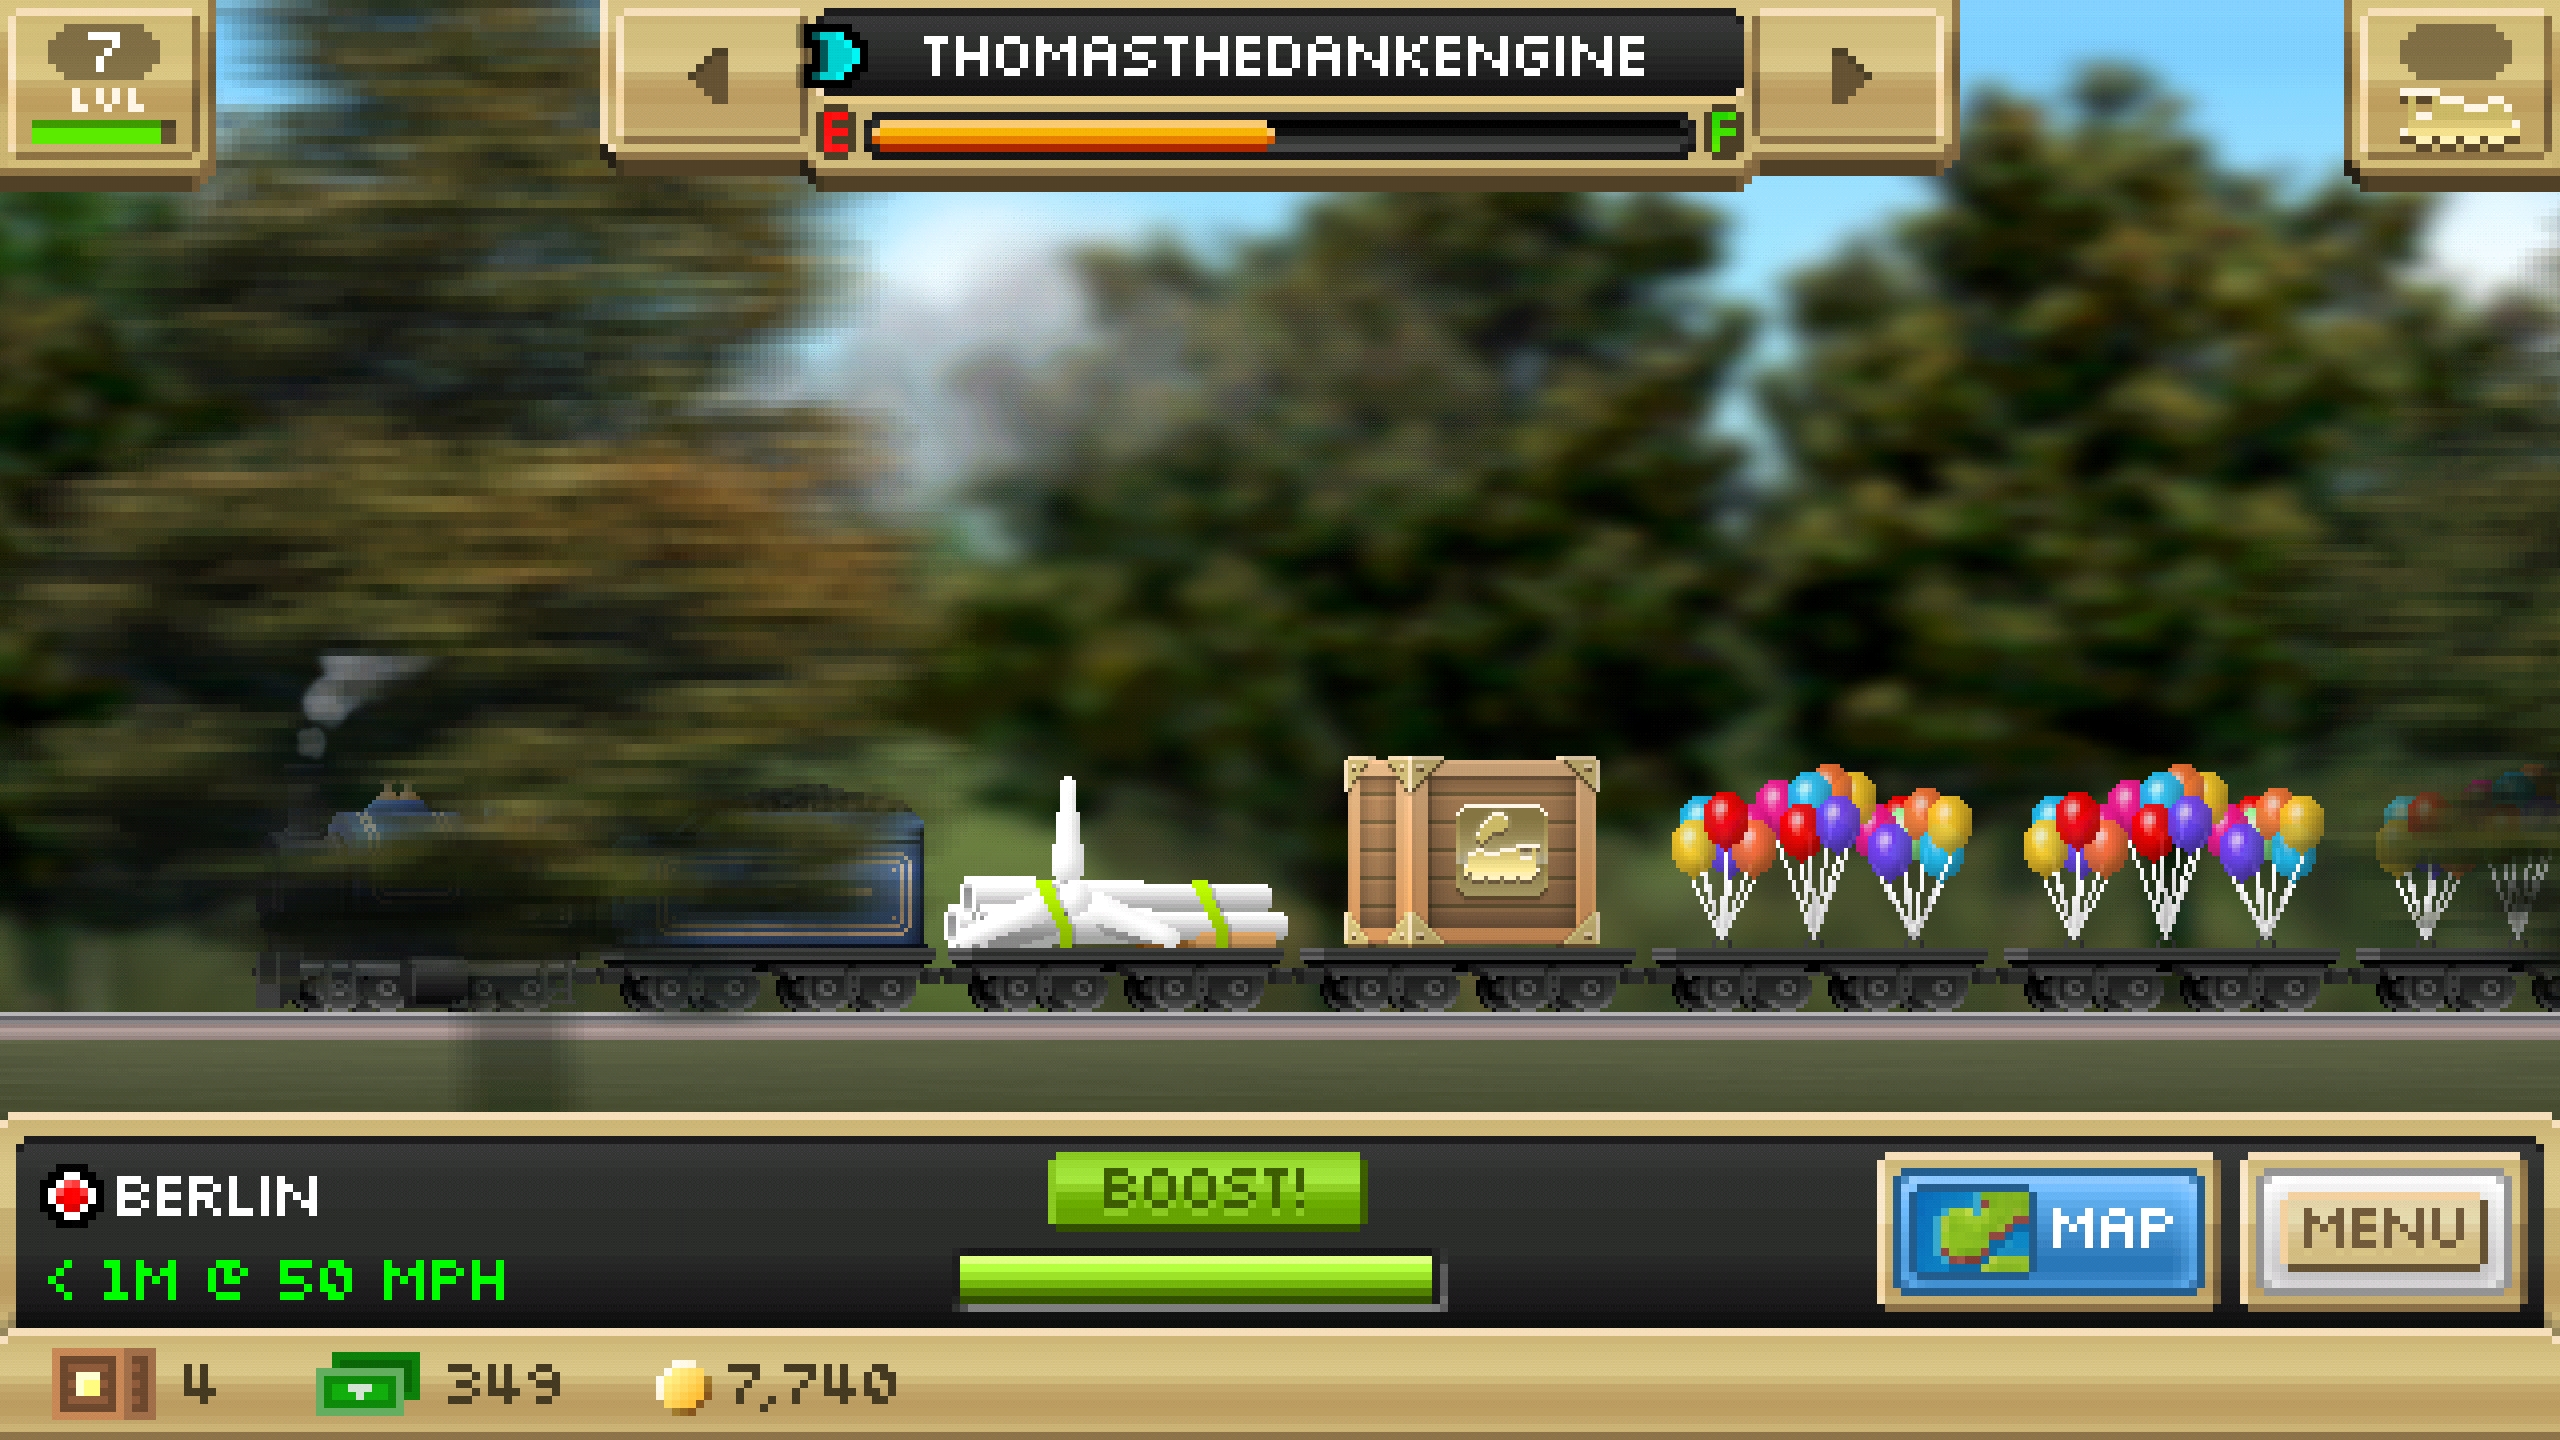 7
LVL
THOMASTHEDANKENGINE
E F
BERLIN
< 1M @ 50 MPH
BOOST!
MAP
MENU
4 349 7,740